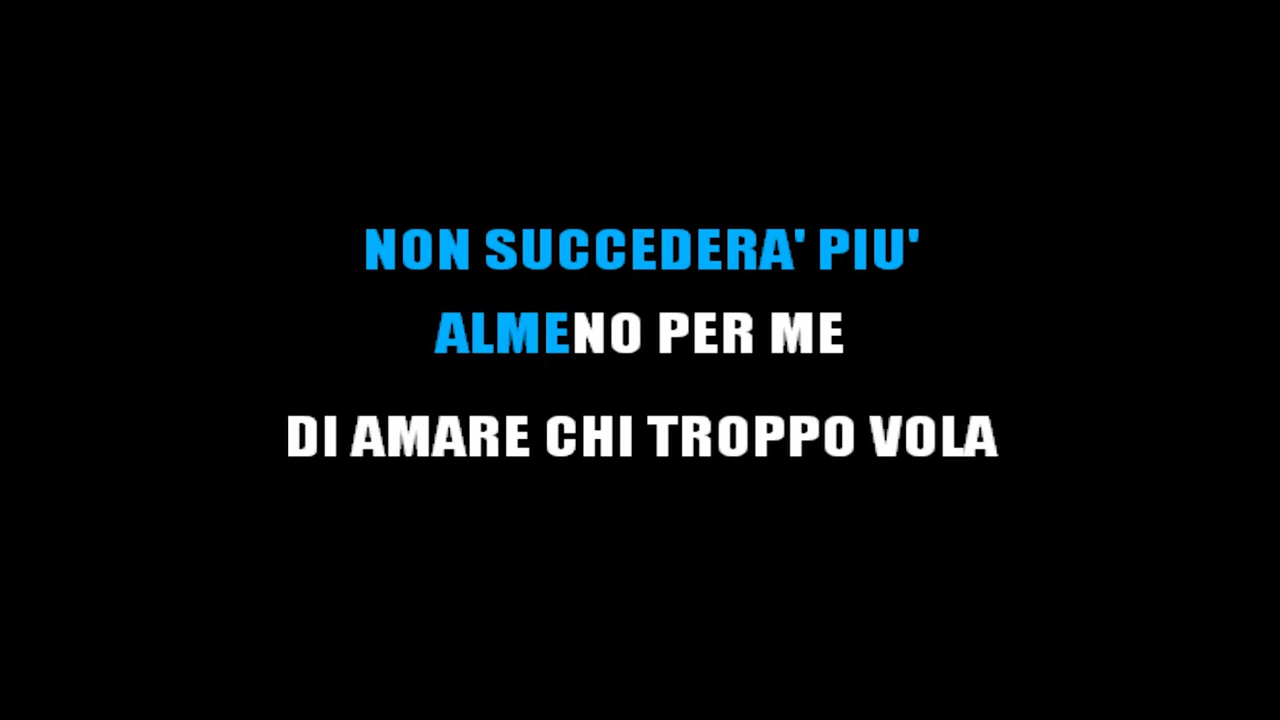 NON SUCCEDERA' PIU'
ALMENO PER ME
DI AMARE CHI TROPPO VOLA